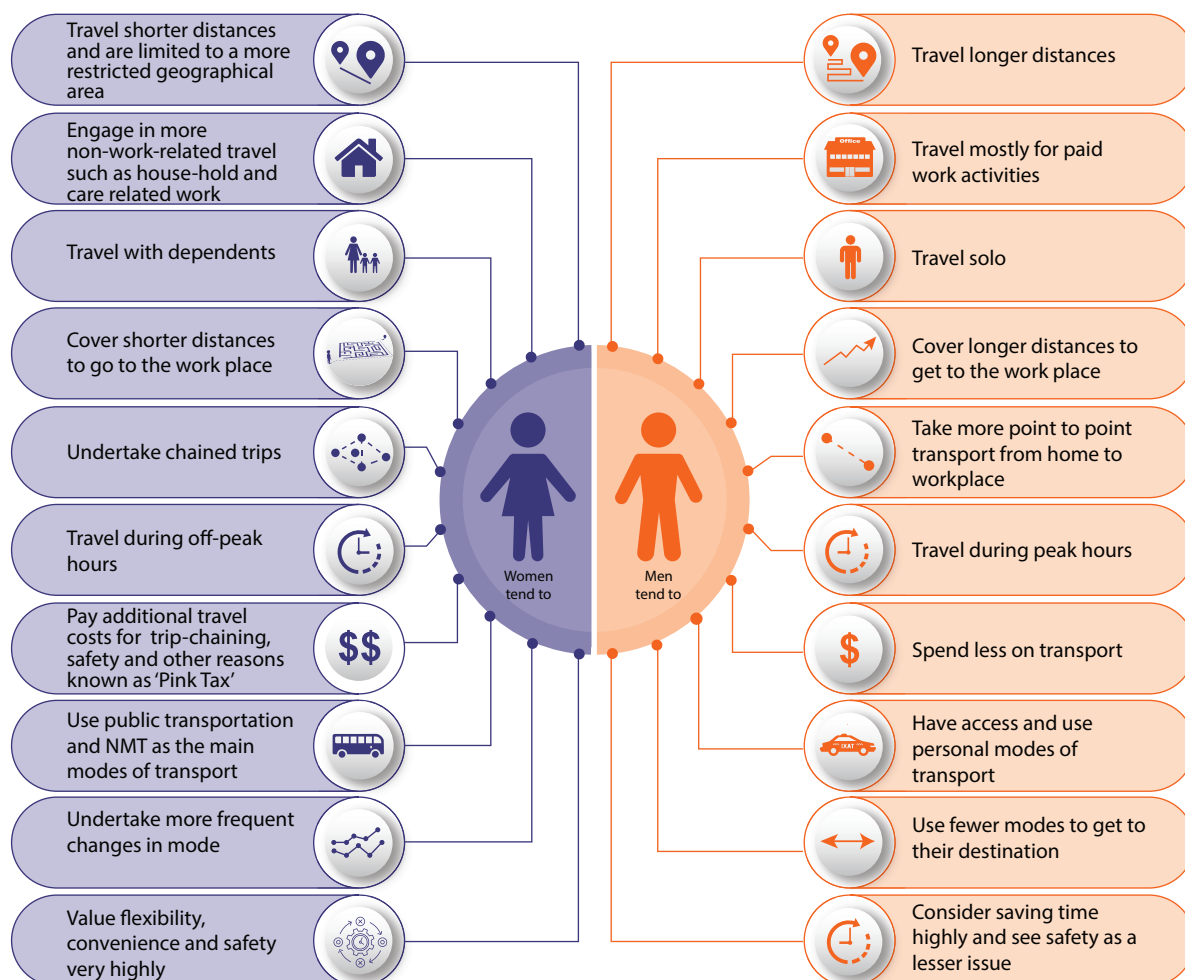 Travel shorter distances
and are limited to a more
restricted geographical
area
Engage in more
non-work-related travel
such as house-hold and
care related work
Travel with dependents
Cover shorter distances
to go to the work place
Undertake chained trips
Travel during off-peak
hours
Pay additional travel
costs for trip-chaining,
safety and other reasons
known as 'Pink Tax'
$$
Use public transportation
and NMT as the main
modes of transport
Undertake more frequent
changes in mode
Value flexibility,
convenience and safety
very highly
Women
tend to
Men
tend to
Travel longer distances
Office
Travel mostly for paid
work activities
Travel solo
Cover longer distances to
get to the work place
Take more point to point
transport from home to
workplace
Travel during peak hours
$
Spend less on transport
IXAT
Have access and use
personal modes of
transport
Use fewer modes to get to
their destination
Consider saving time
highly and see safety as a
lesser issue